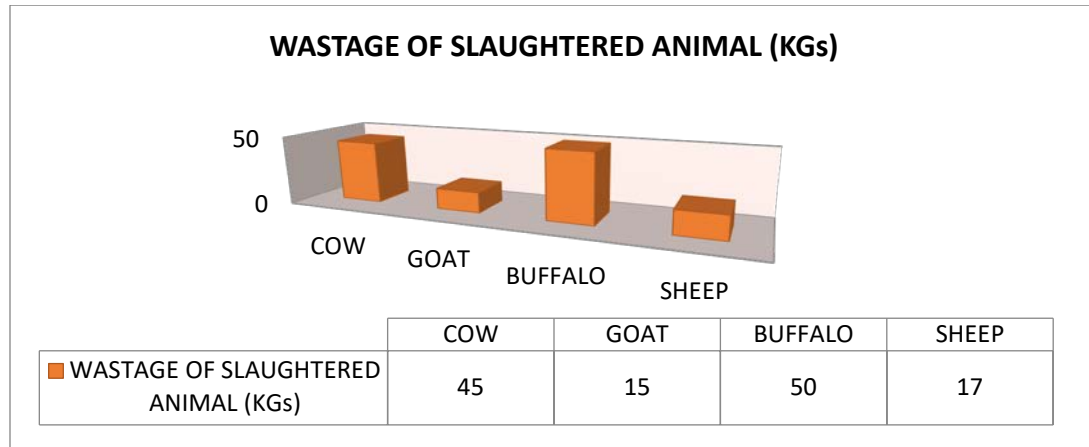 WASTAGE OF SLAUGHTERED ANIMAL (KGs)
50
0
COW
GOAT
BUFFALO
SHEEP
COW GOAT BUFFALO SHEEP
WASTAGE OF SLAUGHTERED
ANIMAL (KGs) 45 15 50 17